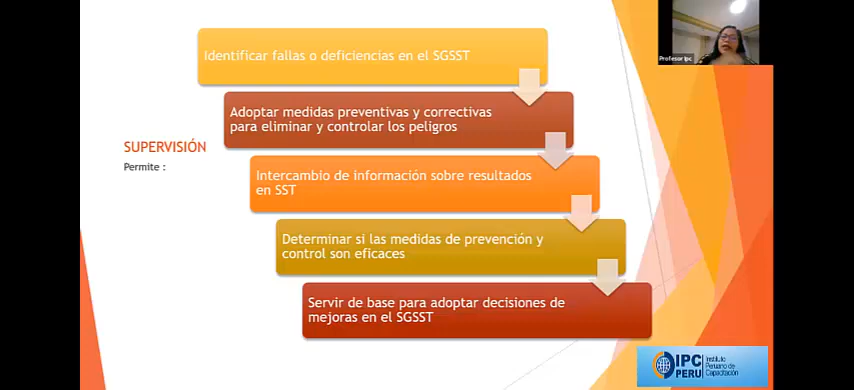 Identificar fallas o deficiencias en el SGSST
Profesor Ipc
Adoptar medidas preventivas y correctivas
para eliminar y controlar los peligros
SUPERVISIÓN
Permite :
Intercambio de información sobre resultados
en SST
Determinar si las medidas de prevención y
control son eficaces
Servir de base para adoptar decisiones de
mejoras en el SGSST
IPC
PERU
Instituto
Peruano de
Capacitación